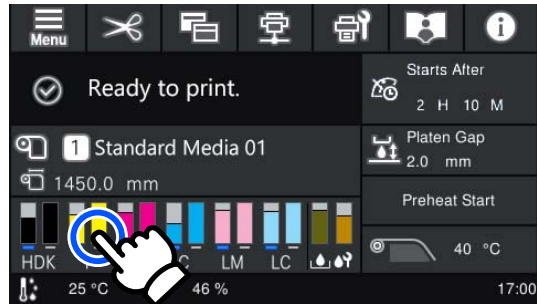 Menu
Ready to print.
Starts After
2 H 10 M
1 Standard Media 01
1450.0 mm
Platen Gap
2.0 mm
Preheat Start
HDK C LM LC
40 °C
25 °C 46 %
17:00